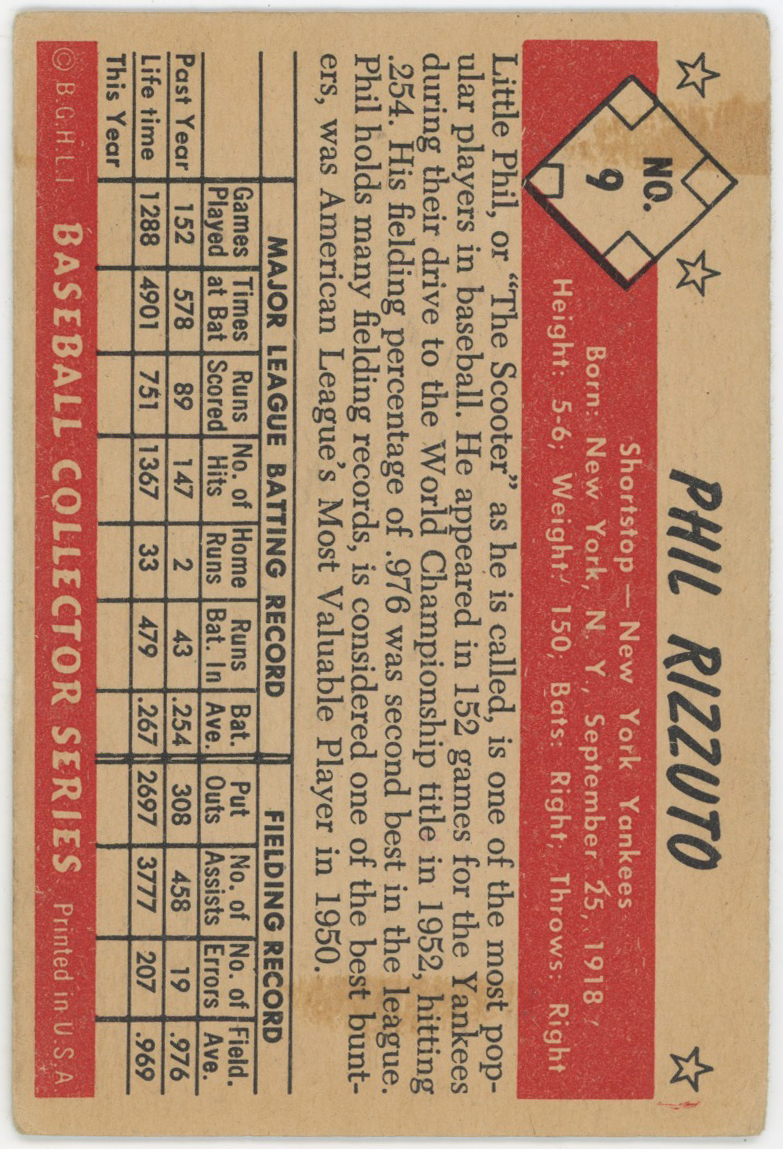 PHIL RIZZUTO
NO.
9
Shortstop — New York Yankees
Born: New York, N. Y., September 25, 1918
Height: 5-6; Weight: 150; Bats: Right; Throws: Right
Little Phil, or “The Scooter” as he is called, is one of the most pop-
ular players in baseball. He appeared in 152 games for the Yankees
during their drive to the World Championship title in 1952, hitting
.254. His fielding percentage of .976 was second best in the league.
Phil holds many fielding records, is considered one of the best bunt-
ers, was American League’s Most Valuable Player in 1950.
MAJOR LEAGUE BATTING RECORD FIELDING RECORD
Games Times Runs No. of Home Runs Bat. Put No. of No. of Field.
Played at Bat Scored Hits Runs Bat. In Ave. Outs Assists Errors Ave.
Past Year 152 578 89 147 2 43 .254 308 458 19 .976
Life time 1288 4901 751 1367 33 479 .267 2697 3777 207 .969
This Year
© B.G.H.L.I. BASEBALL COLLECTOR SERIES Printed in U.S.A.